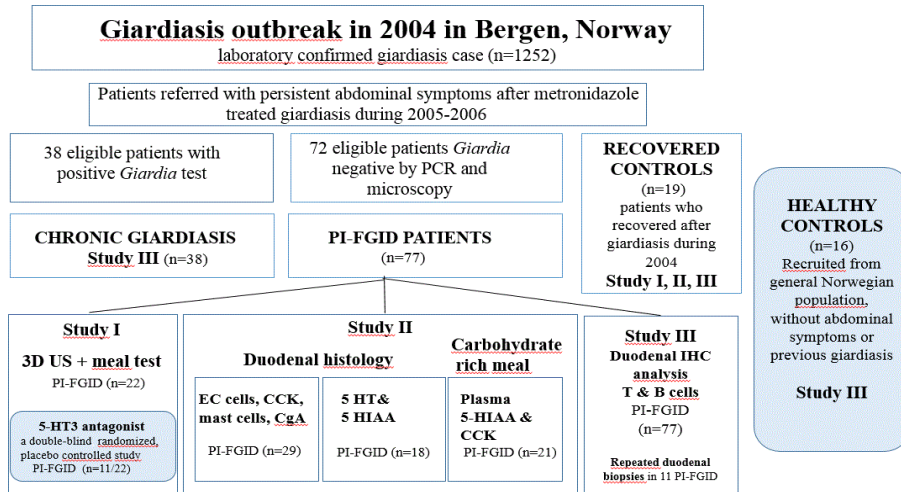 Giardiasis outbreak in 2004 in Bergen, Norway
laboratory confirmed giardiasis case (n=1252)
Patients referred with persistent abdominal symptoms after metronidazole
treated giardiasis during 2005-2006
38 eligible patients with
positive Giardia test
72 eligible patients Giardia
negative by PCR and
microscopy
RECOVERED
CONTROLS
(n=19)
patients who
recovered after
giardiasis during
2004
Study I, II, III
HEALTHY
CONTROLS
(n=16)
Recruited from
general Norwegian
population,
without abdominal
symptoms or
previous giardiasis
Study III
CHRONIC GIARDIASIS
Study III (n=38)
PI-FGID PATIENTS
(n=77)
Study I
3D US + meal test
PI-FGID (n=22)
5-HT3 antagonist
a double-blind randomized,
placebo controlled study
PI-FGID (n=11/22)
Study II
Duodenal histology
Carbohydrate
rich meal
EC cells, CCK,
mast cells, CgA
PI-FGID (n=29)
5 HT&
5 HIAA
PI-FGID (n=18)
Plasma
5-HIAA &
CCK
PI-FGID (n=21)
Study III
Duodenal IHC
analysis
T & B cells
PI-FGID
(n=77)
Repeated duodenal
biopsies in 11 PI-FGID